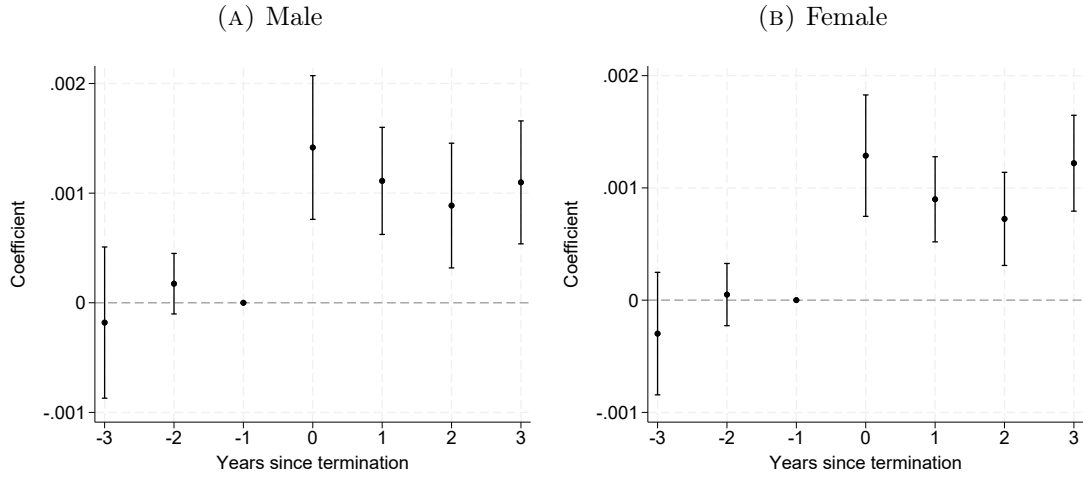 (A) Male
.002
.001
0
-.001
Coefficient
-3 -2 -1 0 1 2 3
Years since termination
(B) Female
.002
.001
0
-.001
Coefficient
-3 -2 -1 0 1 2 3
Years since termination